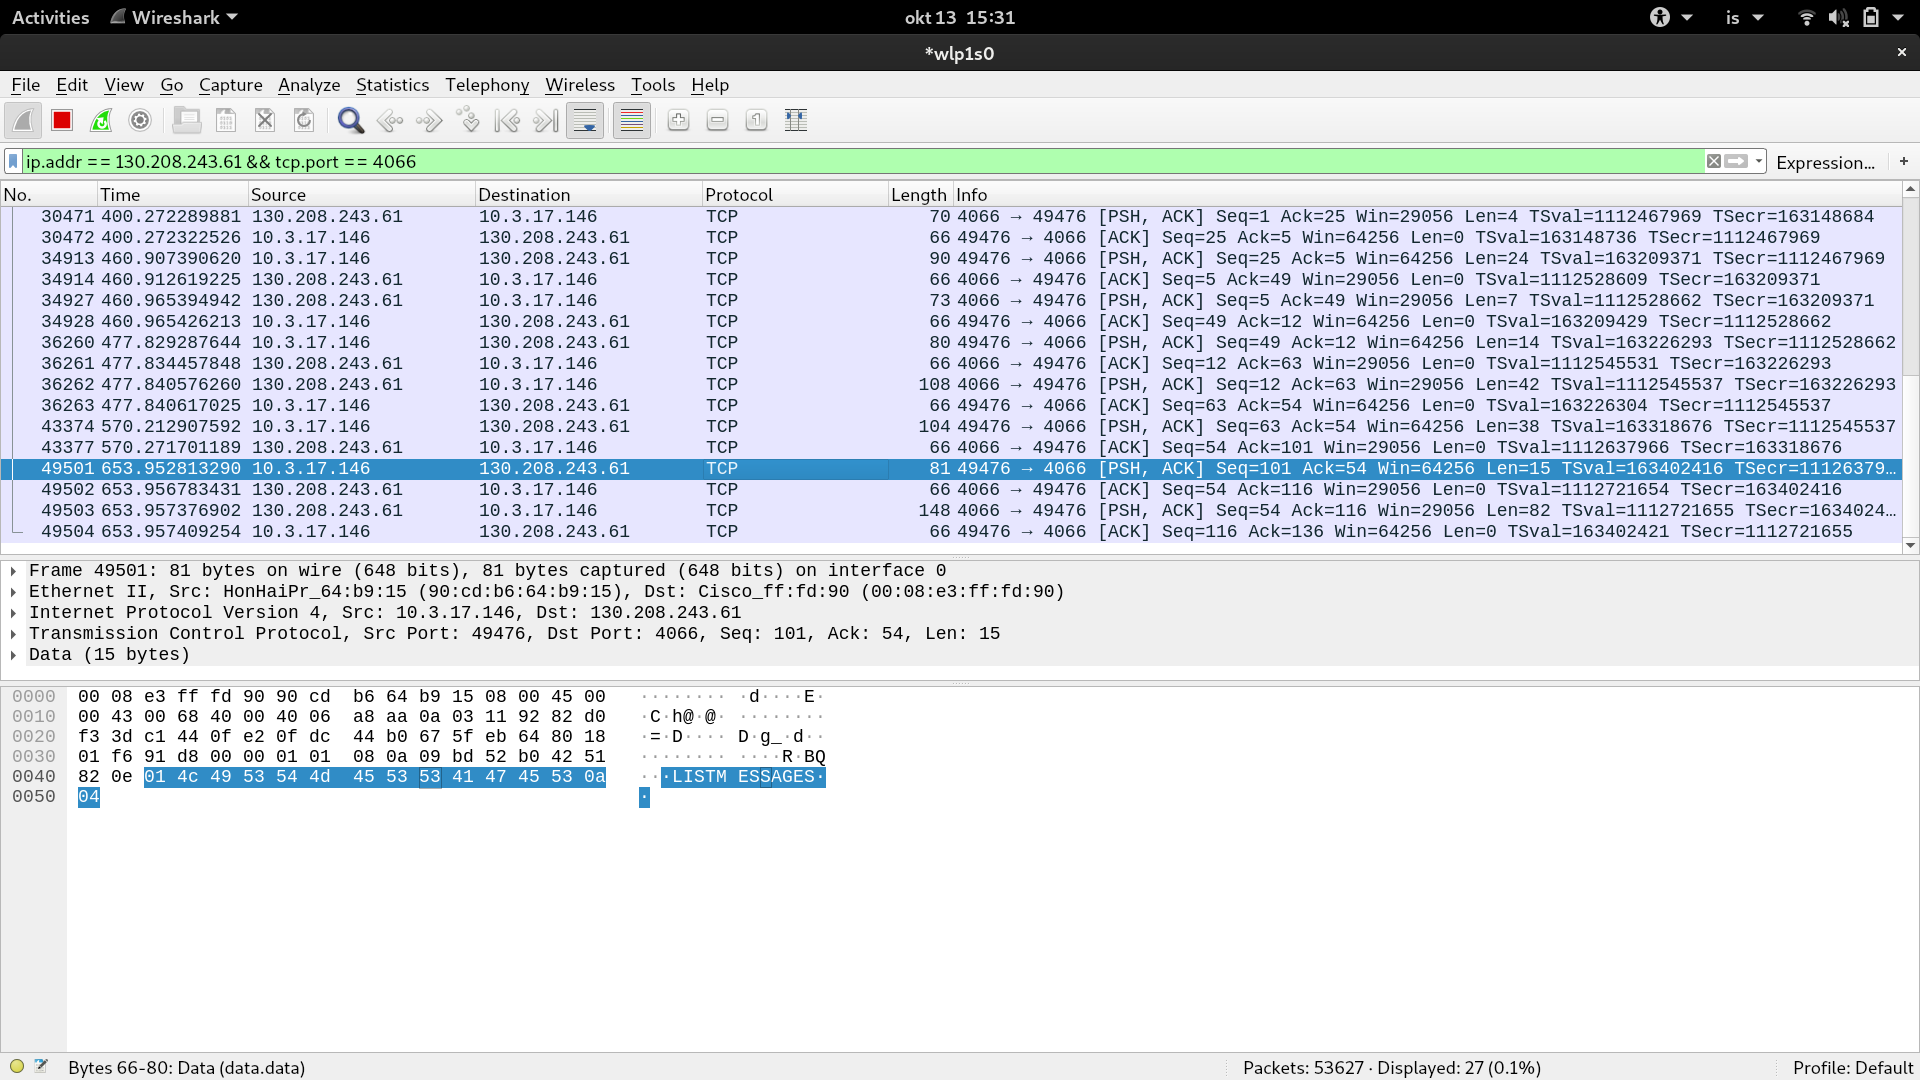 Activities Wireshark okt 13 15:31 is
*wlp1s0 ×
File Edit View Go Capture Analyze Statistics Telephony Wireless Tools Help
ip.addr == 130.208.243.61 && tcp.port == 4066 Expression... +
No. Time Source Destination Protocol Length Info
30471 400.272289881 130.208.243.61 10.3.17.146 TCP 70 4066 → 49476 [PSH, ACK] Seq=1 Ack=25 Win=29056 Len=4 TSval=1112467969 TSecr=163148684
30472 400.272322526 10.3.17.146 130.208.243.61 TCP 66 49476 → 4066 [ACK] Seq=25 Ack=5 Win=64256 Len=0 TSval=163148736 TSecr=1112467969
34913 460.907390620 10.3.17.146 130.208.243.61 TCP 90 49476 → 4066 [PSH, ACK] Seq=25 Ack=5 Win=64256 Len=24 TSval=163209371 TSecr=1112467969
34914 460.912619225 130.208.243.61 10.3.17.146 TCP 66 4066 → 49476 [ACK] Seq=5 Ack=49 Win=29056 Len=0 TSval=1112528609 TSecr=163209371
34927 460.965394942 130.208.243.61 10.3.17.146 TCP 73 4066 → 49476 [PSH, ACK] Seq=5 Ack=49 Win=29056 Len=7 TSval=1112528662 TSecr=163209371
34928 460.965426213 10.3.17.146 130.208.243.61 TCP 66 49476 → 4066 [ACK] Seq=49 Ack=12 Win=64256 Len=0 TSval=163209429 TSecr=1112528662
36260 477.829287644 10.3.17.146 130.208.243.61 TCP 80 49476 → 4066 [PSH, ACK] Seq=49 Ack=12 Win=64256 Len=14 TSval=163226293 TSecr=1112528662
36261 477.834457848 130.208.243.61 10.3.17.146 TCP 66 4066 → 49476 [ACK] Seq=12 Ack=63 Win=29056 Len=0 TSval=1112545531 TSecr=163226293
36262 477.840576260 130.208.243.61 10.3.17.146 TCP 108 4066 → 49476 [PSH, ACK] Seq=12 Ack=63 Win=29056 Len=42 TSval=1112545537 TSecr=163226293
36263 477.840617025 10.3.17.146 130.208.243.61 TCP 66 49476 → 4066 [ACK] Seq=63 Ack=54 Win=64256 Len=0 TSval=163226304 TSecr=1112545537
43374 570.212907592 10.3.17.146 130.208.243.61 TCP 104 49476 → 4066 [PSH, ACK] Seq=63 Ack=54 Win=64256 Len=38 TSval=163318676 TSecr=1112545537
43377 570.271701189 130.208.243.61 10.3.17.146 TCP 66 4066 → 49476 [ACK] Seq=54 Ack=101 Win=29056 Len=0 TSval=1112637966 TSecr=163318676
49501 653.952813290 10.3.17.146 130.208.243.61 TCP 81 49476 → 4066 [PSH, ACK] Seq=101 Ack=54 Win=64256 Len=15 TSval=163402416 TSecr=11126379…
49502 653.956783431 130.208.243.61 10.3.17.146 TCP 66 4066 → 49476 [ACK] Seq=54 Ack=116 Win=29056 Len=0 TSval=1112721654 TSecr=163402416
49503 653.957376902 130.208.243.61 10.3.17.146 TCP 148 4066 → 49476 [PSH, ACK] Seq=54 Ack=116 Win=29056 Len=82 TSval=1112721655 TSecr=1634024…
49504 653.957409254 10.3.17.146 130.208.243.61 TCP 66 49476 → 4066 [ACK] Seq=116 Ack=136 Win=64256 Len=0 TSval=163402421 TSecr=1112721655
Frame 49501: 81 bytes on wire (648 bits), 81 bytes captured (648 bits) on interface 0
Ethernet II, Src: HonHaiPr_64:b9:15 (90:cd:b6:64:b9:15), Dst: Cisco_ff:fd:90 (00:08:e3:ff:fd:90)
Internet Protocol Version 4, Src: 10.3.17.146, Dst: 130.208.243.61
Transmission Control Protocol, Src Port: 49476, Dst Port: 4066, Seq: 101, Ack: 54, Len: 15
Data (15 bytes)
0000 00 08 e3 ff fd 90 90 cd b6 64 b9 15 08 00 45 00 ········ ·d····E·
0010 00 43 00 68 40 00 40 06 a8 aa 0a 03 11 92 82 d0 ·C·h@·@· ········
0020 f3 3d c1 44 0f e2 0f dc 44 b0 67 5f eb 64 80 18 ·=·D···· D·g_·d··
0030 01 f6 91 d8 00 00 01 01 08 0a 09 bd 52 b0 42 51 ········ ····R·BQ
0040 82 0e 01 4c 49 53 54 4d 45 53 53 41 47 45 53 0a ···LISTM ESSAGES·
0050 04 ·
Bytes 66-80: Data (data.data) Packets: 53627 · Displayed: 27 (0.1%) Profile: Default